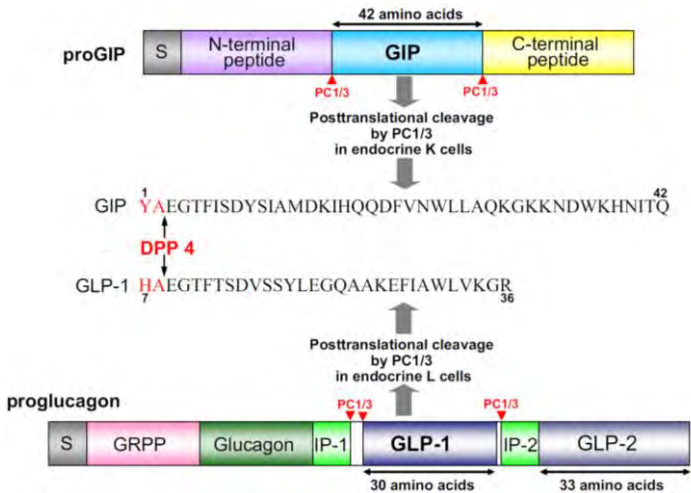 42 amino acids
proGIP
S
N-terminal
peptide
GIP
C-terminal
peptide
PC1/3
PC1/3
Posttranslational cleavage
by PC1/3
in endocrine K cells
1
42
GIP YAEGTFISDYSIAMDKIHQQDFVNWLLAQKGKKNDWKHNITQ
DPP 4
GLP-1 HAEGTFTSDVSSYLEGQAAKEFIAWLVKGR
7
36
Posttranslational cleavage
by PC1/3
in endocrine L cells
proglucagon
PC1/3
PC1/3
S
GRPP
Glucagon
IP-1
GLP-1
IP-2
GLP-2
30 amino acids
33 amino acids